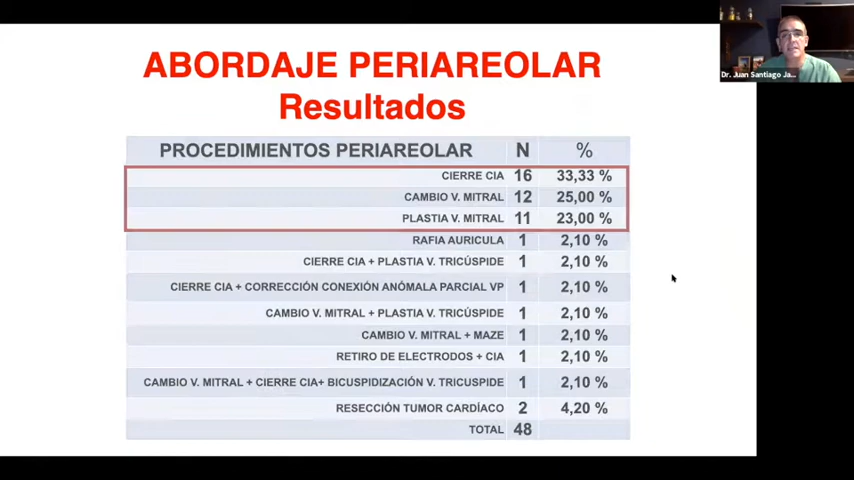 ABORDAJE PERIAREOLAR
Resultados
PROCEDIMIENTOS PERIAREOLAR N %
CIERRE CIA 16 33,33 %
CAMBIO V. MITRAL 12 25,00 %
PLASTIA V. MITRAL 11 23,00 %
RAFIA AURICULA 1 2,10 %
CIERRE CIA + PLASTIA V. TRICÚSPIDE 1 2,10 %
CIERRE CIA + CORRECCIÓN CONEXIÓN ANÓMALA PARCIAL VP 1 2,10 %
CAMBIO V. MITRAL + PLASTIA V. TRICÚSPIDE 1 2,10 %
CAMBIO V. MITRAL + MAZE 1 2,10 %
RETIRO DE ELECTRODOS + CIA 1 2,10 %
CAMBIO V. MITRAL + CIERRE CIA+ BICUSPIDIZACIÓN V. TRICUSPIDE 1 2,10 %
RESECCIÓN TUMOR CARDÍACO 2 4,20 %
TOTAL 48
Dr. Juan Santiago Ja...